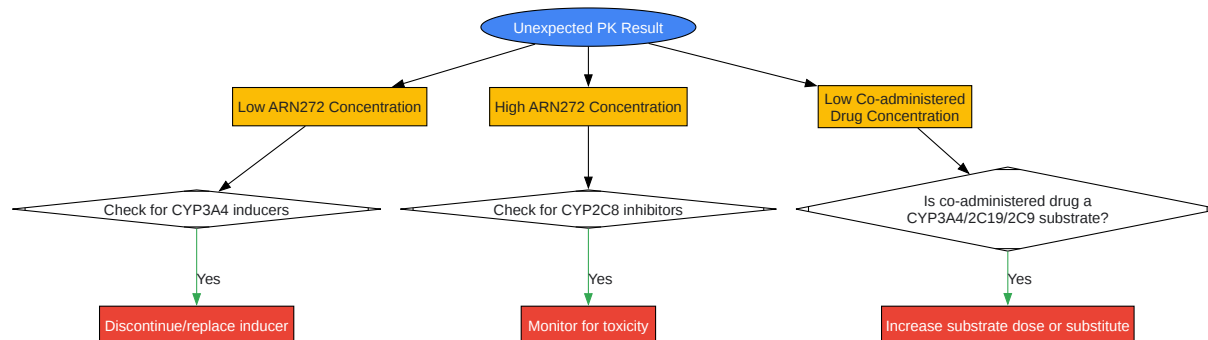 Unexpected PK Result
Low ARN272 Concentration
High ARN272 Concentration
Low Co-administered
Drug Concentration
Check for CYP3A4 inducers
Check for CYP2C8 inhibitors
Is co-administered drug a
CYP3A4/2C19/2C9 substrate?
Yes
Yes
Yes
Discontinue/replace inducer
Monitor for toxicity
Increase substrate dose or substitute